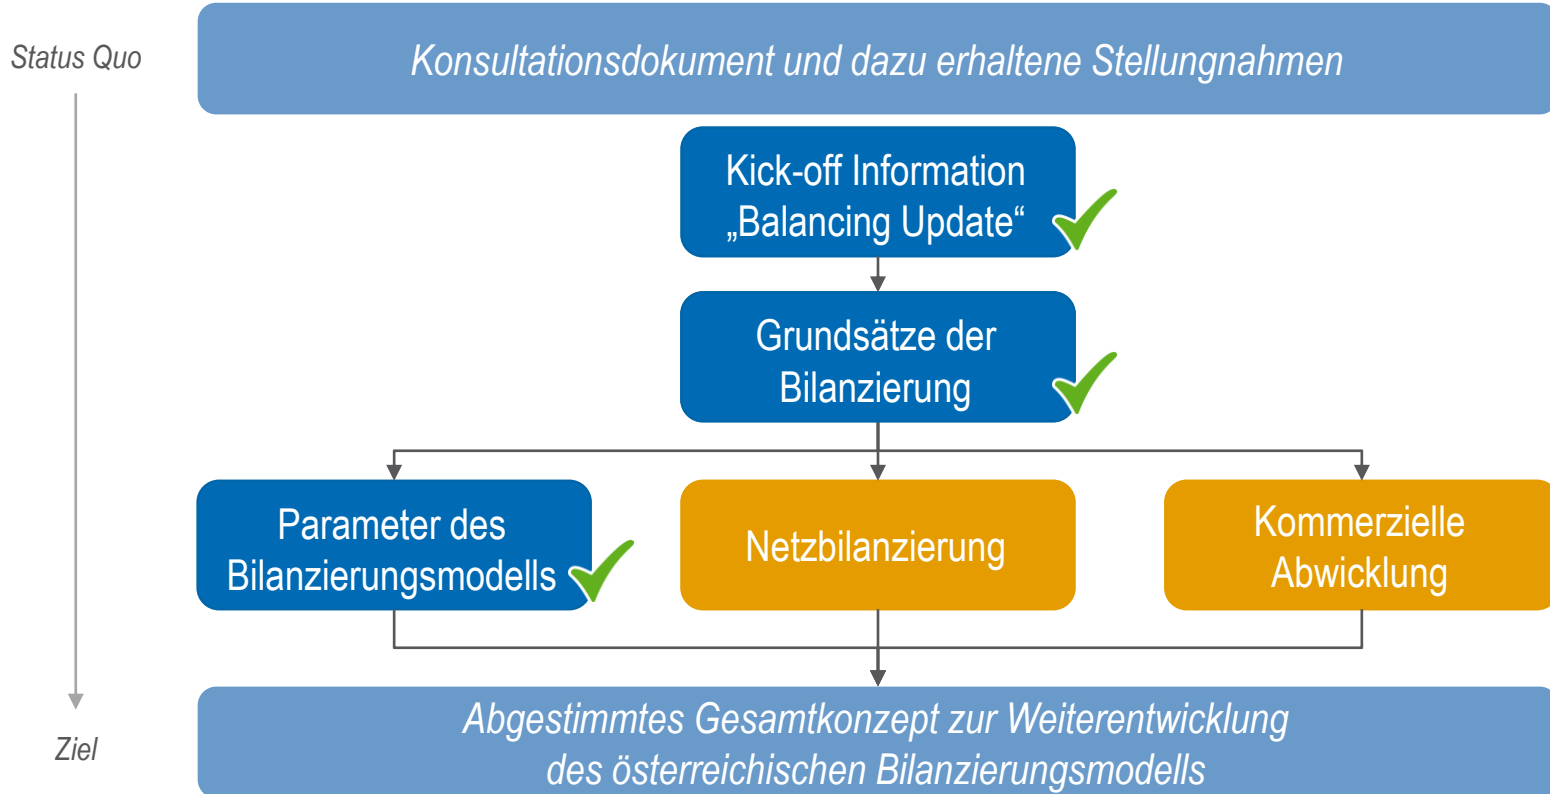 Status Quo
Konsultationsdokument und dazu erhaltene Stellungnahmen
Kick-off Information
„Balancing Update“
Grundsätze der
Bilanzierung
Parameter des
Bilanzierungsmodells
Netzbilanzierung
Kommerzielle
Abwicklung
Ziel
Abgestimmtes Gesamtkonzept zur Weiterentwicklung
des österreichischen Bilanzierungsmodells